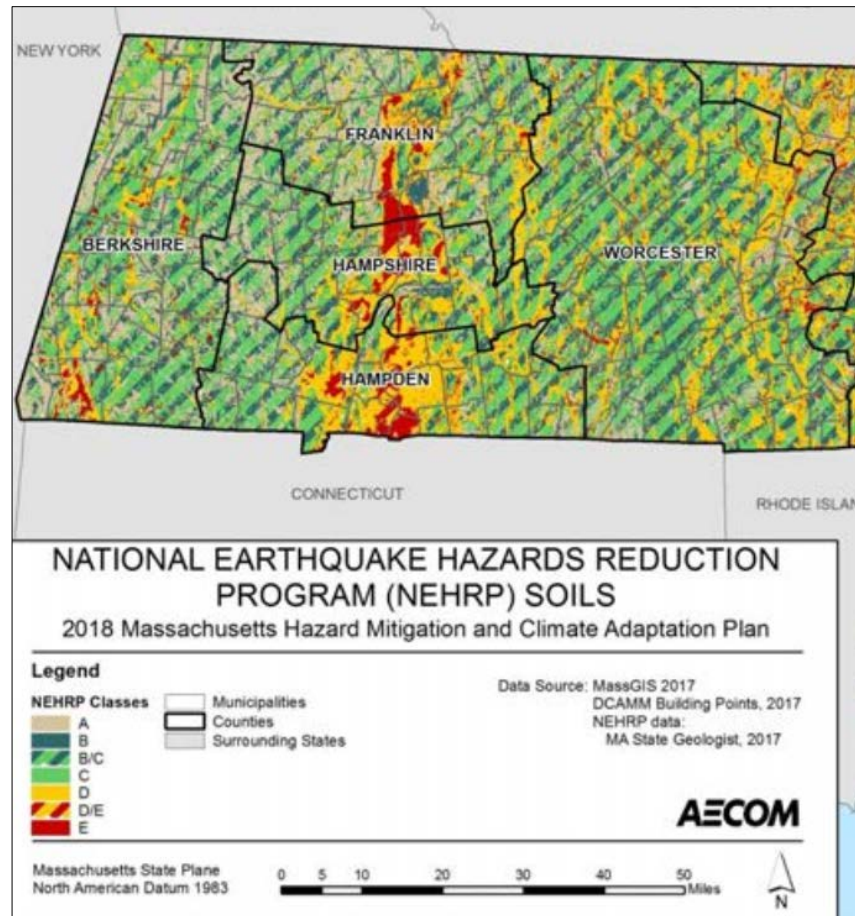 NEW YORK
FRANKLIN
BERKSHIRE
HAMPSHIRE
WORCESTER
HAMPDEN
CONNECTICUT
RHODE ISLAN
NATIONAL EARTHQUAKE HAZARDS REDUCTION
PROGRAM (NEHRP) SOILS
2018 Massachusetts Hazard Mitigation and Climate Adaptation Plan
Legend
NEHRP Classes
A
B
B/C
C
D
D/E
E
Municipalities
Counties
Surrounding States
Data Source: MassGIS 2017
DCAMM Building Points, 2017
NEHRP data:
MA State Geologist, 2017
AECOM
Massachusetts State Plane
North American Datum 1983
0 5 10 20 30 40 50
Miles
N